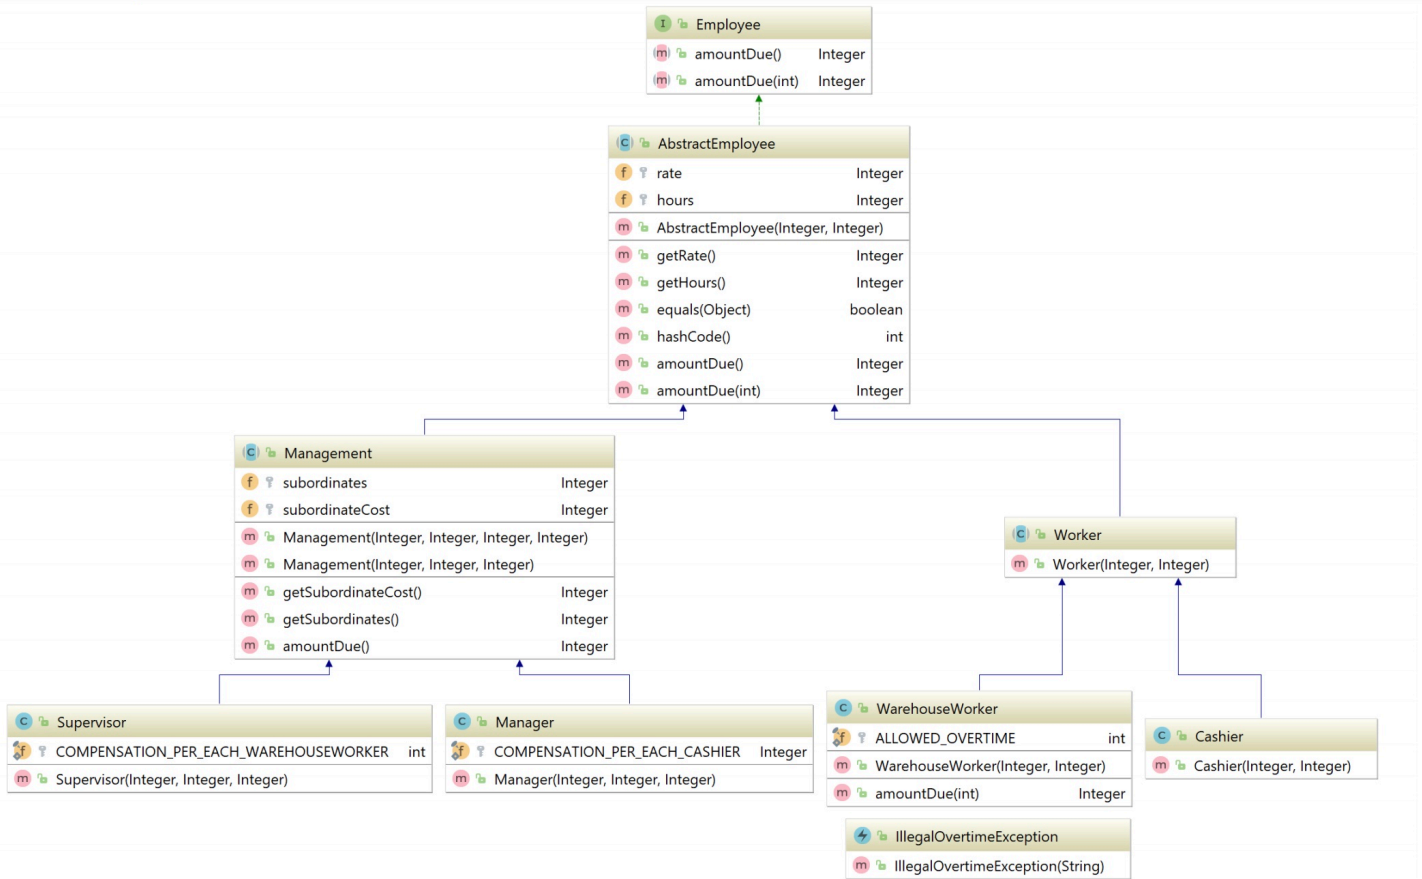 I Employee
m amountDue() Integer
m amountDue(int) Integer
C AbstractEmployee
f rate Integer
f hours Integer
m AbstractEmployee(Integer, Integer)
m getRate() Integer
m getHours() Integer
m equals(Object) boolean
m hashCode() int
m amountDue() Integer
m amountDue(int) Integer
C Management
f subordinates Integer
f subordinateCost Integer
m Management(Integer, Integer, Integer, Integer)
m Management(Integer, Integer, Integer)
m getSubordinateCost() Integer
m getSubordinates() Integer
m amountDue() Integer
C Worker
m Worker(Integer, Integer)
C Supervisor
f COMPENSATION_PER_EACH_WAREHOUSEWORKER int
m Supervisor(Integer, Integer, Integer)
C Manager
f COMPENSATION_PER_EACH_CASHIER Integer
m Manager(Integer, Integer, Integer)
C WarehouseWorker
f ALLOWED_OVERTIME int
m WarehouseWorker(Integer, Integer)
m amountDue(int) Integer
C Cashier
m Cashier(Integer, Integer)
IllegalOvertimeException
m IllegalOvertimeException(String)